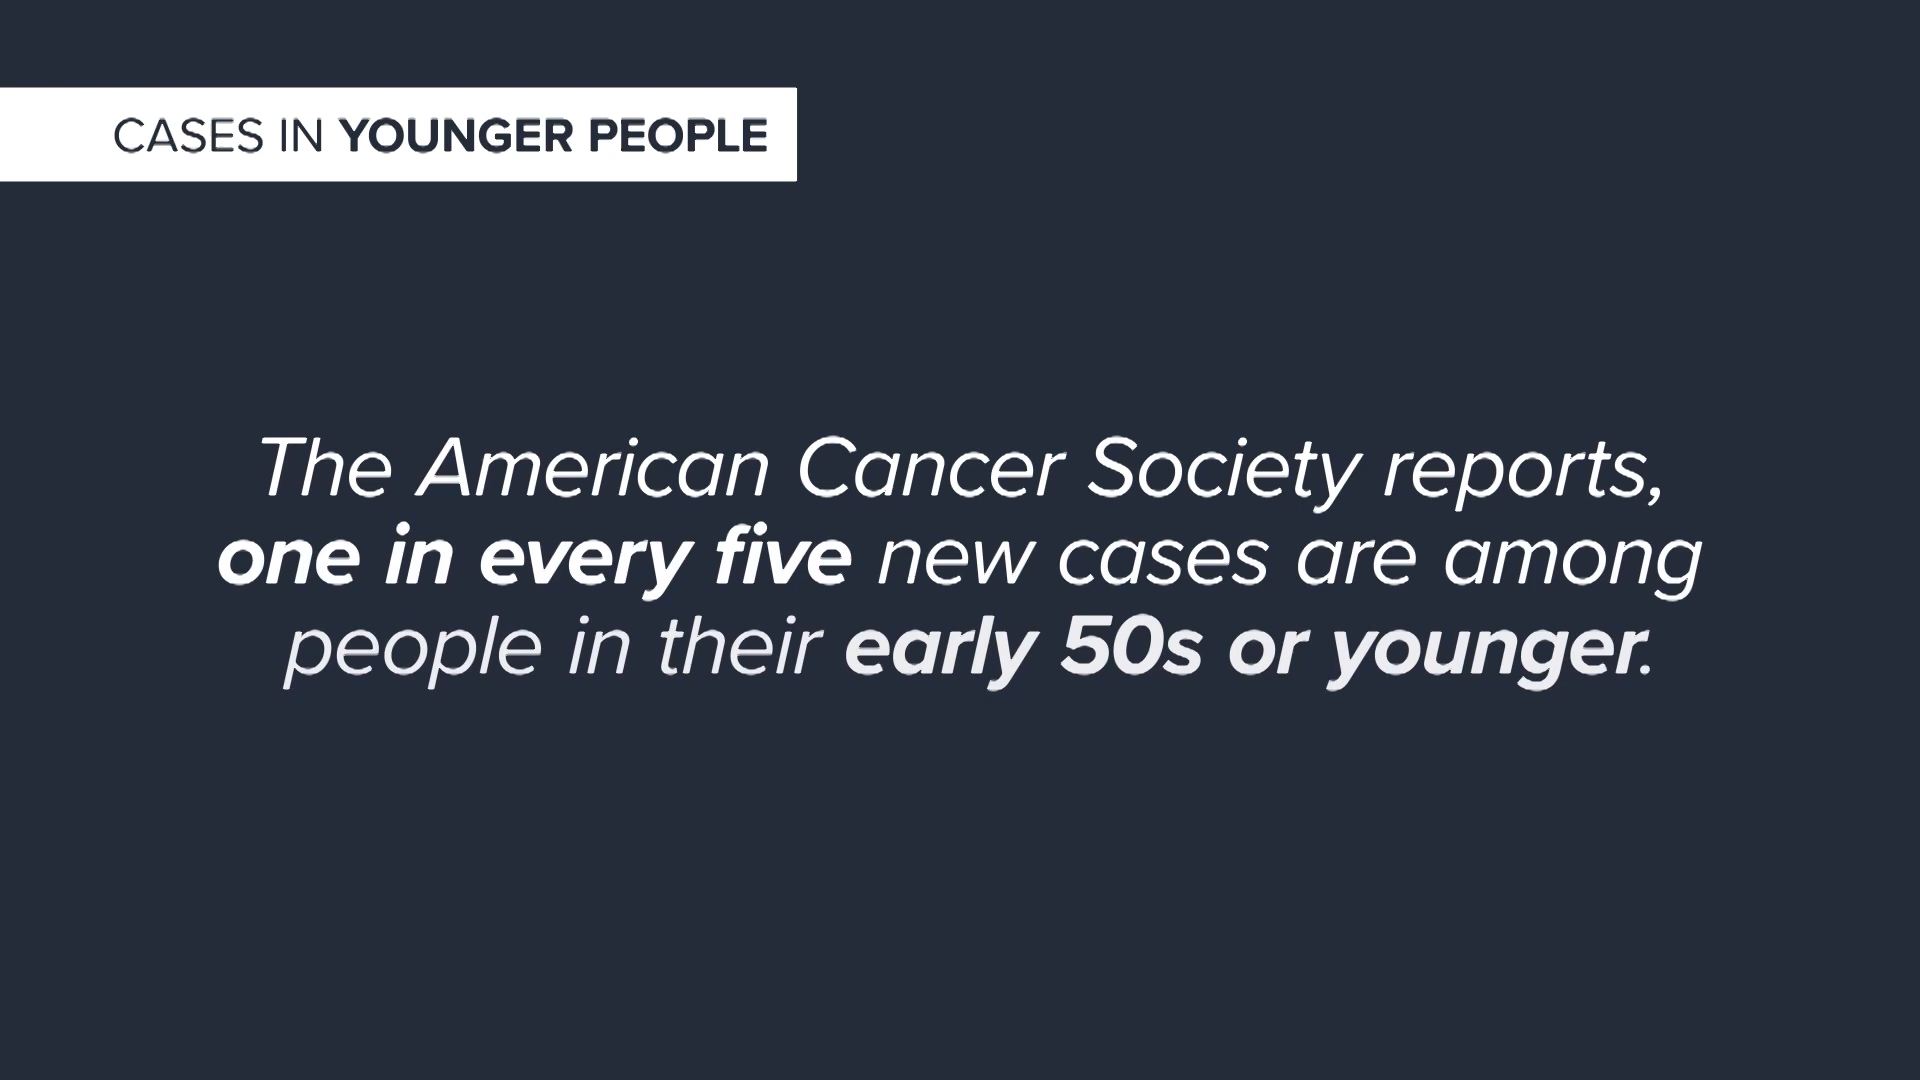 CASES IN YOUNGER PEOPLE
The American Cancer Society reports,
one in every five new cases are among
people in their early 50s or younger.